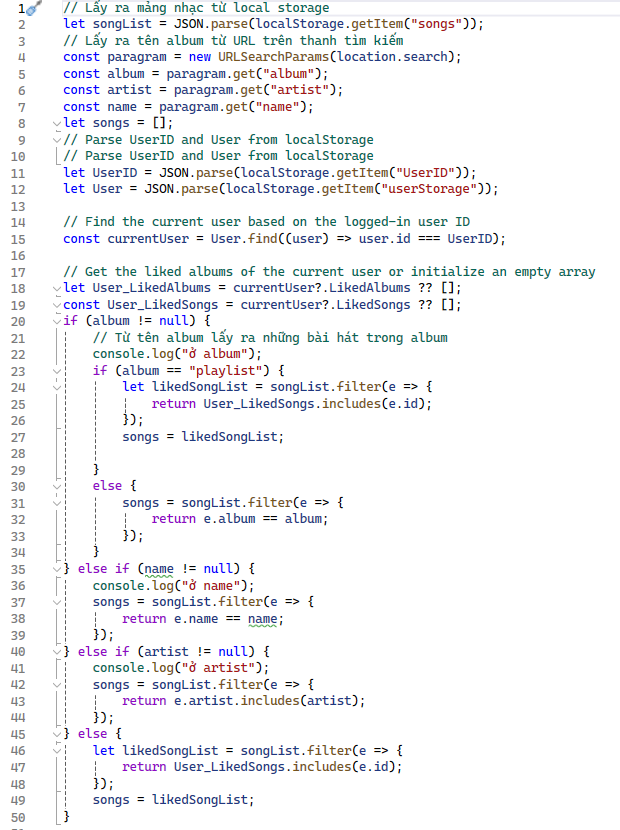 1 // Lấy ra mảng nhạc từ local storage
2 let songList = JSON.parse(localStorage.getItem("songs"));
3 // Lấy ra tên album từ URL trên thanh tìm kiếm
4 const paragram = new URLSearchParams(location.search);
5 const album = paragram.get("album");
6 const artist = paragram.get("artist");
7 const name = paragram.get("name");
8 let songs = [];
9 // Parse UserID and User from localStorage
10 // Parse UserID and User from localStorage
11 let UserID = JSON.parse(localStorage.getItem("UserID"));
12 let User = JSON.parse(localStorage.getItem("userStorage"));
13
14 // Find the current user based on the logged-in user ID
15 const currentUser = User.find((user) => user.id === UserID);
16
17 // Get the liked albums of the current user or initialize an empty array
18 let User_LikedAlbums = currentUser?.LikedAlbums ?? [];
19 const User_LikedSongs = currentUser?.LikedSongs ?? [];
20 if (album != null) {
21     // Từ tên album lấy ra những bài hát trong album
22     console.log("ở album");
23     if (album == "playlist") {
24         let likedSongList = songList.filter(e => {
25             return User_LikedSongs.includes(e.id);
26         });
27         songs = likedSongList;
28
29     }
30     else {
31         songs = songList.filter(e => {
32             return e.album == album;
33         });
34     }
35 } else if (name != null) {
36     console.log("ở name");
37     songs = songList.filter(e => {
38         return e.name == name;
39     });
40 } else if (artist != null) {
41     console.log("ở artist");
42     songs = songList.filter(e => {
43         return e.artist.includes(artist);
44     });
45 } else {
46     let likedSongList = songList.filter(e => {
47         return User_LikedSongs.includes(e.id);
48     });
49     songs = likedSongList;
50 }